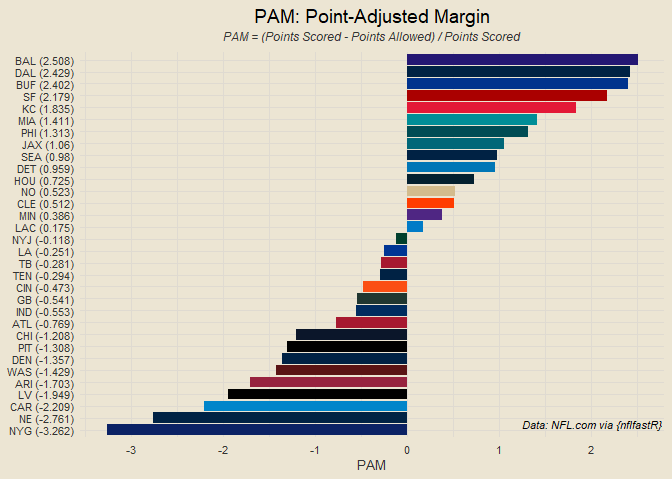 PAM: Point-Adjusted Margin
PAM = (Points Scored - Points Allowed) / Points Scored
BAL (2.508)
DAL (2.429)
BUF (2.402)
SF (2.179)
KC (1.835)
MIA (1.411)
PHI (1.313)
JAX (1.06)
SEA (0.98)
DET (0.959)
HOU (0.725)
NO (0.523)
CLE (0.512)
MIN (0.386)
LAC (0.175)
NYJ (-0.118)
LA (-0.251)
TB (-0.281)
TEN (-0.294)
CIN (-0.473)
GB (-0.541)
IND (-0.553)
ATL (-0.769)
CHI (-1.208)
PIT (-1.308)
DEN (-1.357)
WAS (-1.429)
ARI (-1.703)
LV (-1.949)
CAR (-2.209)
NE (-2.761)
NYG (-3.262)
Data: NFL.com via {nflfastR}
-3 -2 -1 0 1 2
PAM